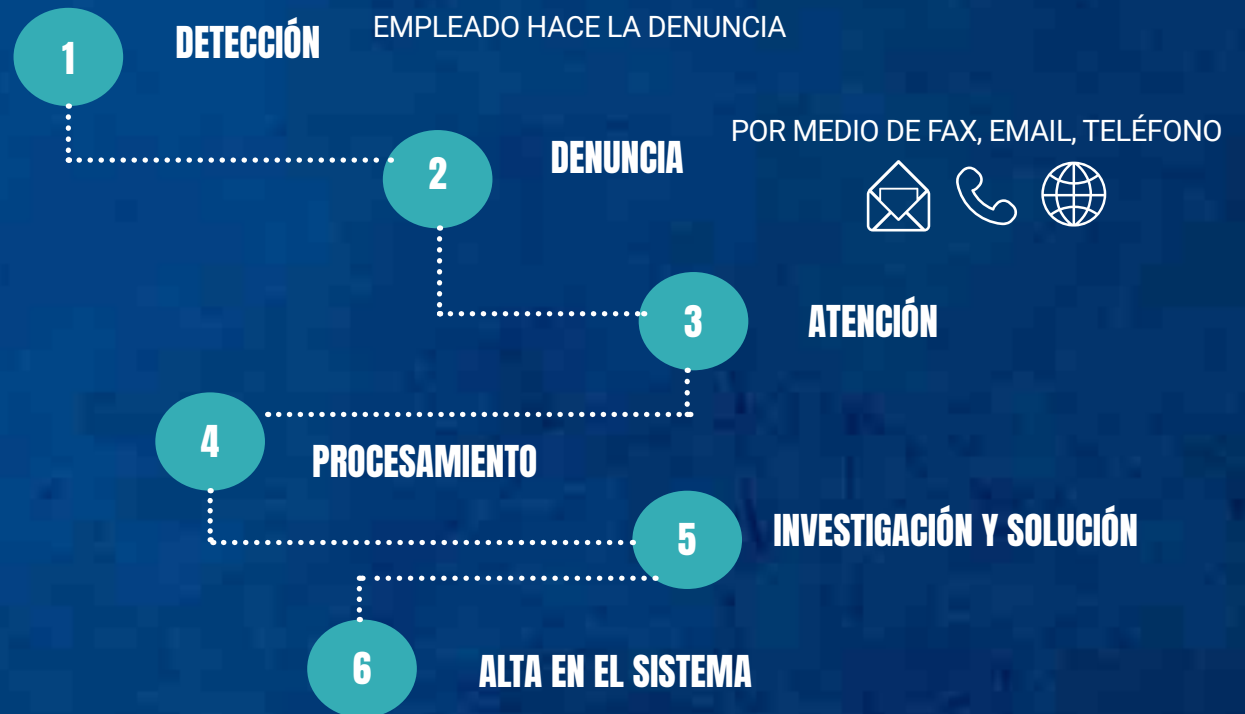 1
DETECCIÓN
EMPLEADO HACE LA DENUNCIA
2
DENUNCIA
POR MEDIO DE FAX, EMAIL, TELÉFONO
3
ATENCIÓN
4
PROCESAMIENTO
5
INVESTIGACIÓN Y SOLUCIÓN
6
ALTA EN EL SISTEMA